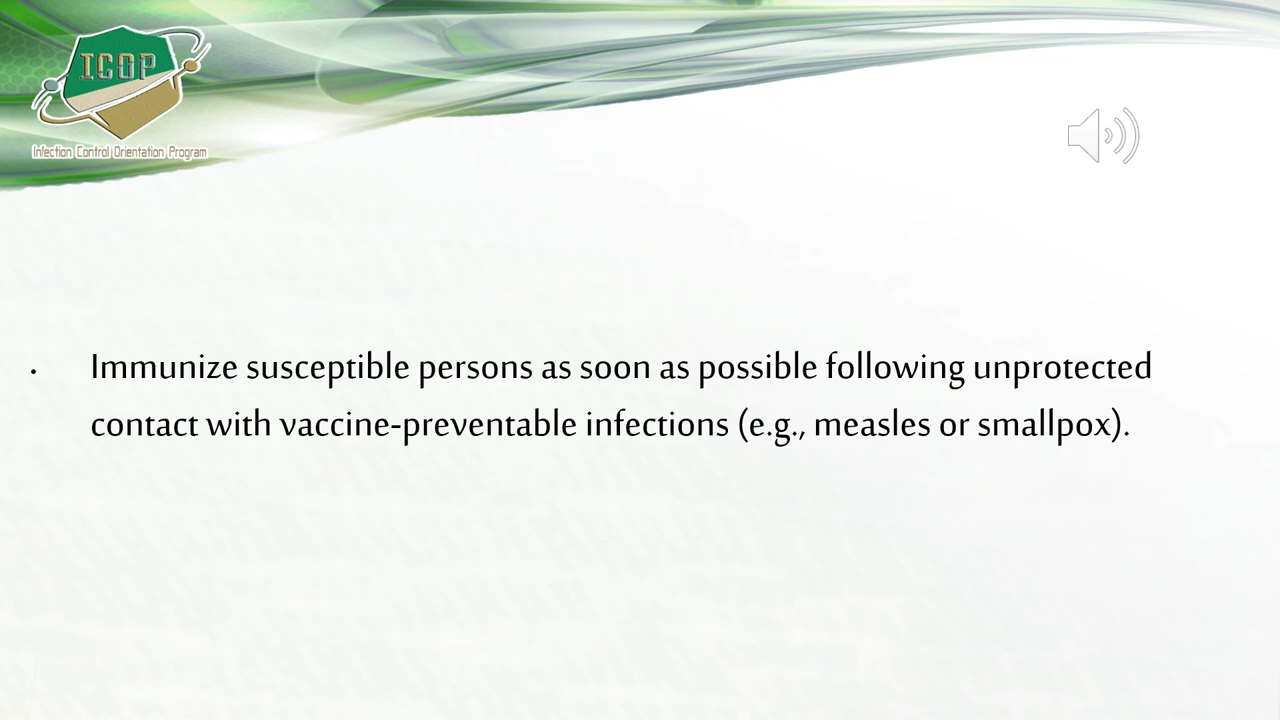 ICOP
Infection Control Orientation Program
• Immunize susceptible persons as soon as possible following unprotected
contact with vaccine-preventable infections (e.g., measles or smallpox).